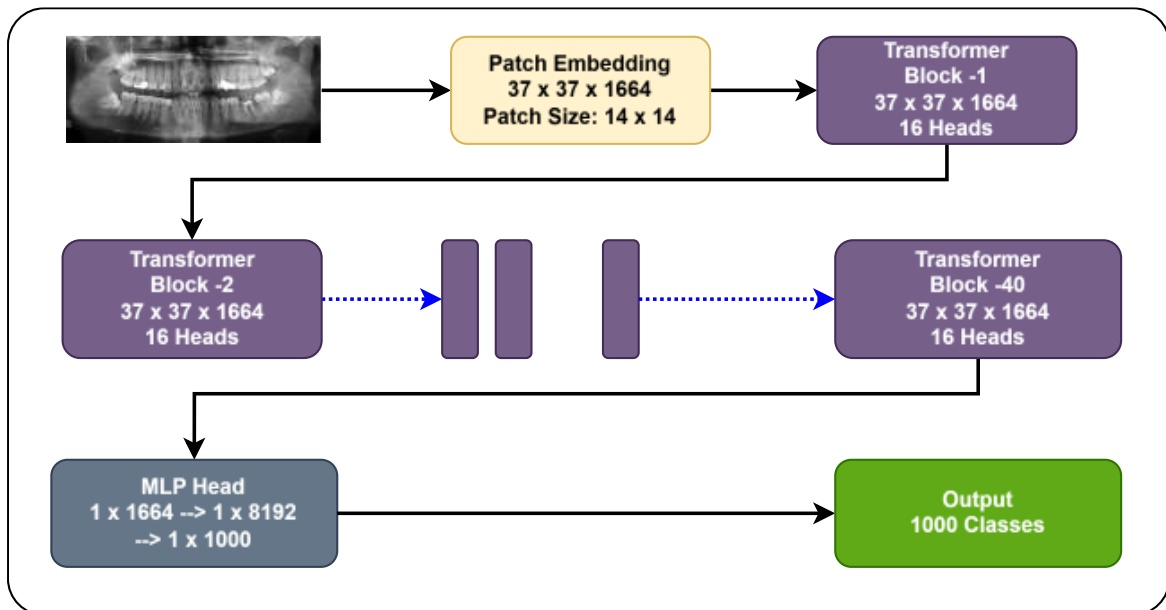 Patch Embedding
37 x 37 x 1664
Patch Size: 14 x 14
Transformer
Block -1
37 x 37 x 1664
16 Heads
Transformer
Block -2
37 x 37 x 1664
16 Heads
Transformer
Block -40
37 x 37 x 1664
16 Heads
MLP Head
1 x 1664 --> 1 x 8192
--> 1 x 1000
Output
1000 Classes